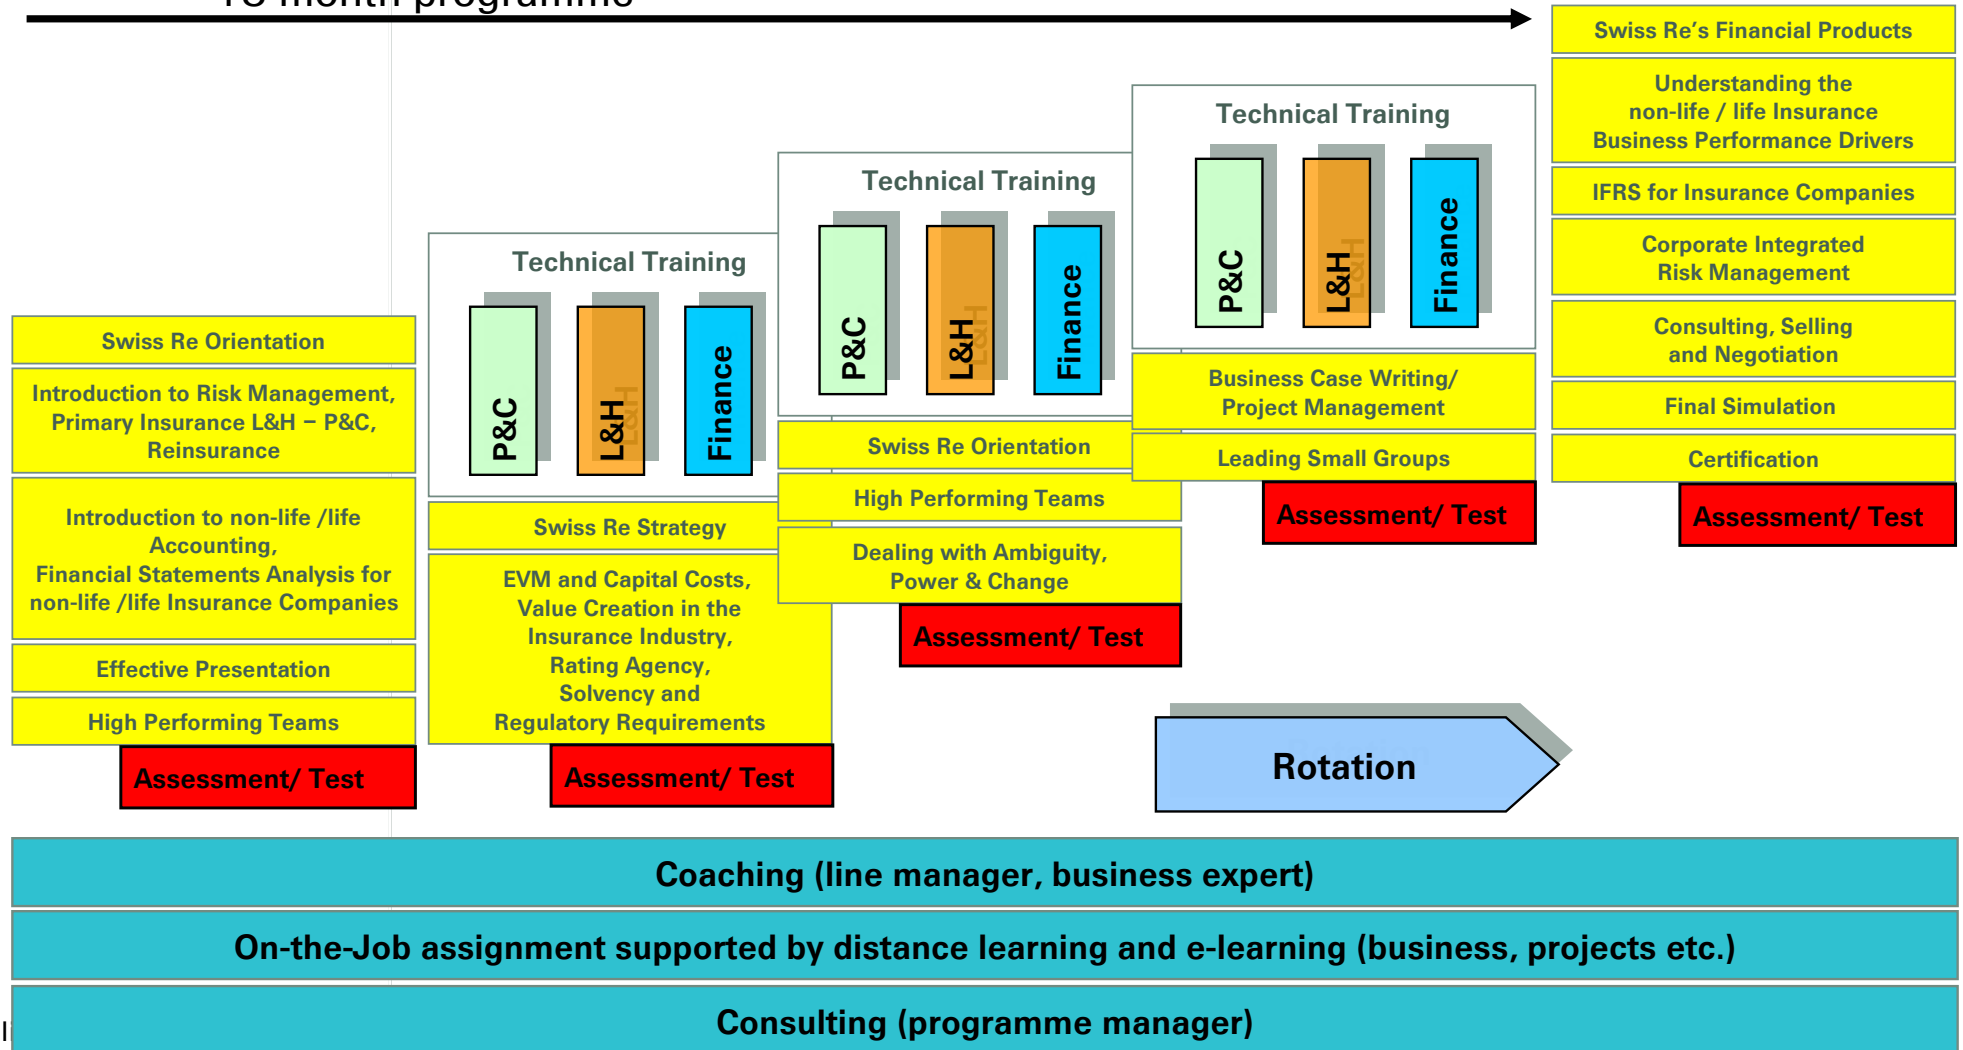 month programme
Swiss Re Orientation
Introduction to Risk Management,
Primary Insurance L&H – P&C,
Reinsurance
Introduction to non-life /life
Accounting,
Financial Statements Analysis for
non-life /life Insurance Companies
Effective Presentation
High Performing Teams
Assessment/ Test
Technical Training
P&C
L&H
Finance
Swiss Re Strategy
EVM and Capital Costs,
Value Creation in the
Insurance Industry,
Rating Agency,
Solvency and
Regulatory Requirements
Assessment/ Test
Technical Training
P&C
L&H
Finance
Swiss Re Orientation
High Performing Teams
Dealing with Ambiguity,
Power & Change
Assessment/ Test
Technical Training
P&C
L&H
Finance
Business Case Writing/
Project Management
Leading Small Groups
Assessment/ Test
Swiss Re’s Financial Products
Understanding the
non-life / life Insurance
Business Performance Drivers
IFRS for Insurance Companies
Corporate Integrated
Risk Management
Consulting, Selling
and Negotiation
Final Simulation
Certification
Assessment/ Test
Rotation
Coaching (line manager, business expert)
On-the-Job assignment supported by distance learning and e-learning (business, projects etc.)
Consulting (programme manager)